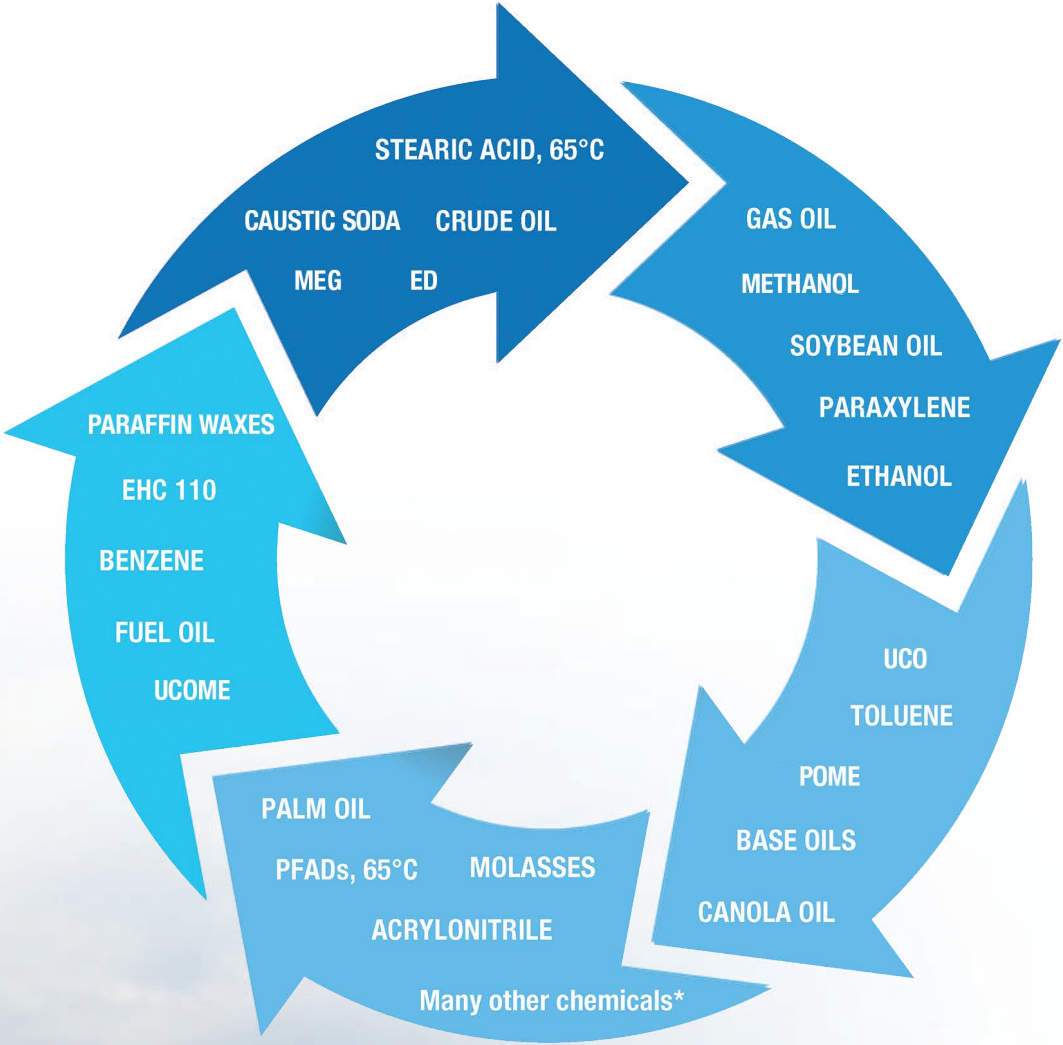 STEARIC ACID, 65°C
CAUSTIC SODA CRUDE OIL
MEG ED
GAS OIL
METHANOL
SOYBEAN OIL
PARAXYLENE
ETHANOL
UCO
TOLUENE
POME
BASE OILS
CANOLA OIL
PALM OIL
PFADs, 65°C MOLASSES
ACRYLONITRILE
Many other chemicals*
PARAFFIN WAXES
EHC 110
BENZENE
FUEL OIL
UCOME